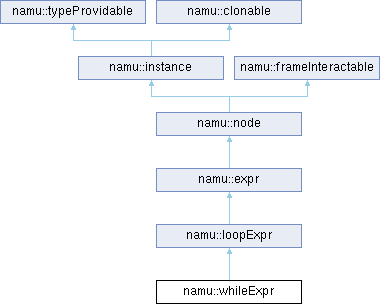 namu::typeProvidable
namu::clonable
namu::instance
namu::frameInteractable
namu::node
namu::expr
namu::loopExpr
namu::whileExpr